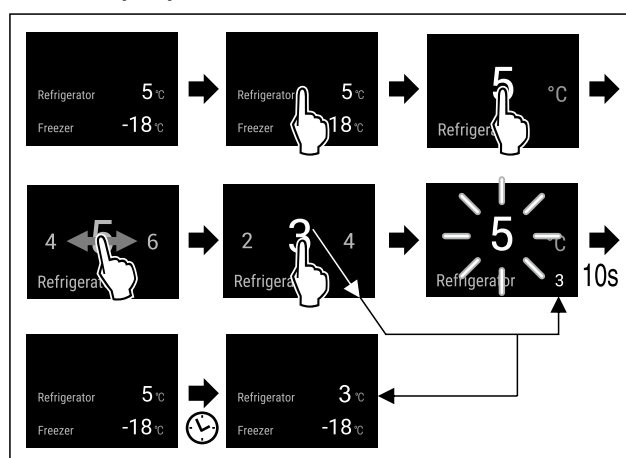 Refrigerator 5 °C
Freezer -18 °C
Refrigerator 5 °C
Freezer 18 °C
5 °C
Refriger
4 5 6
Refrigerat
2 3 4
Refrigera
5 °C
Refrigerator 3
10s
Refrigerator 5 °C
Freezer -18 °C
Refrigerator 3 °C
Freezer -18 °C